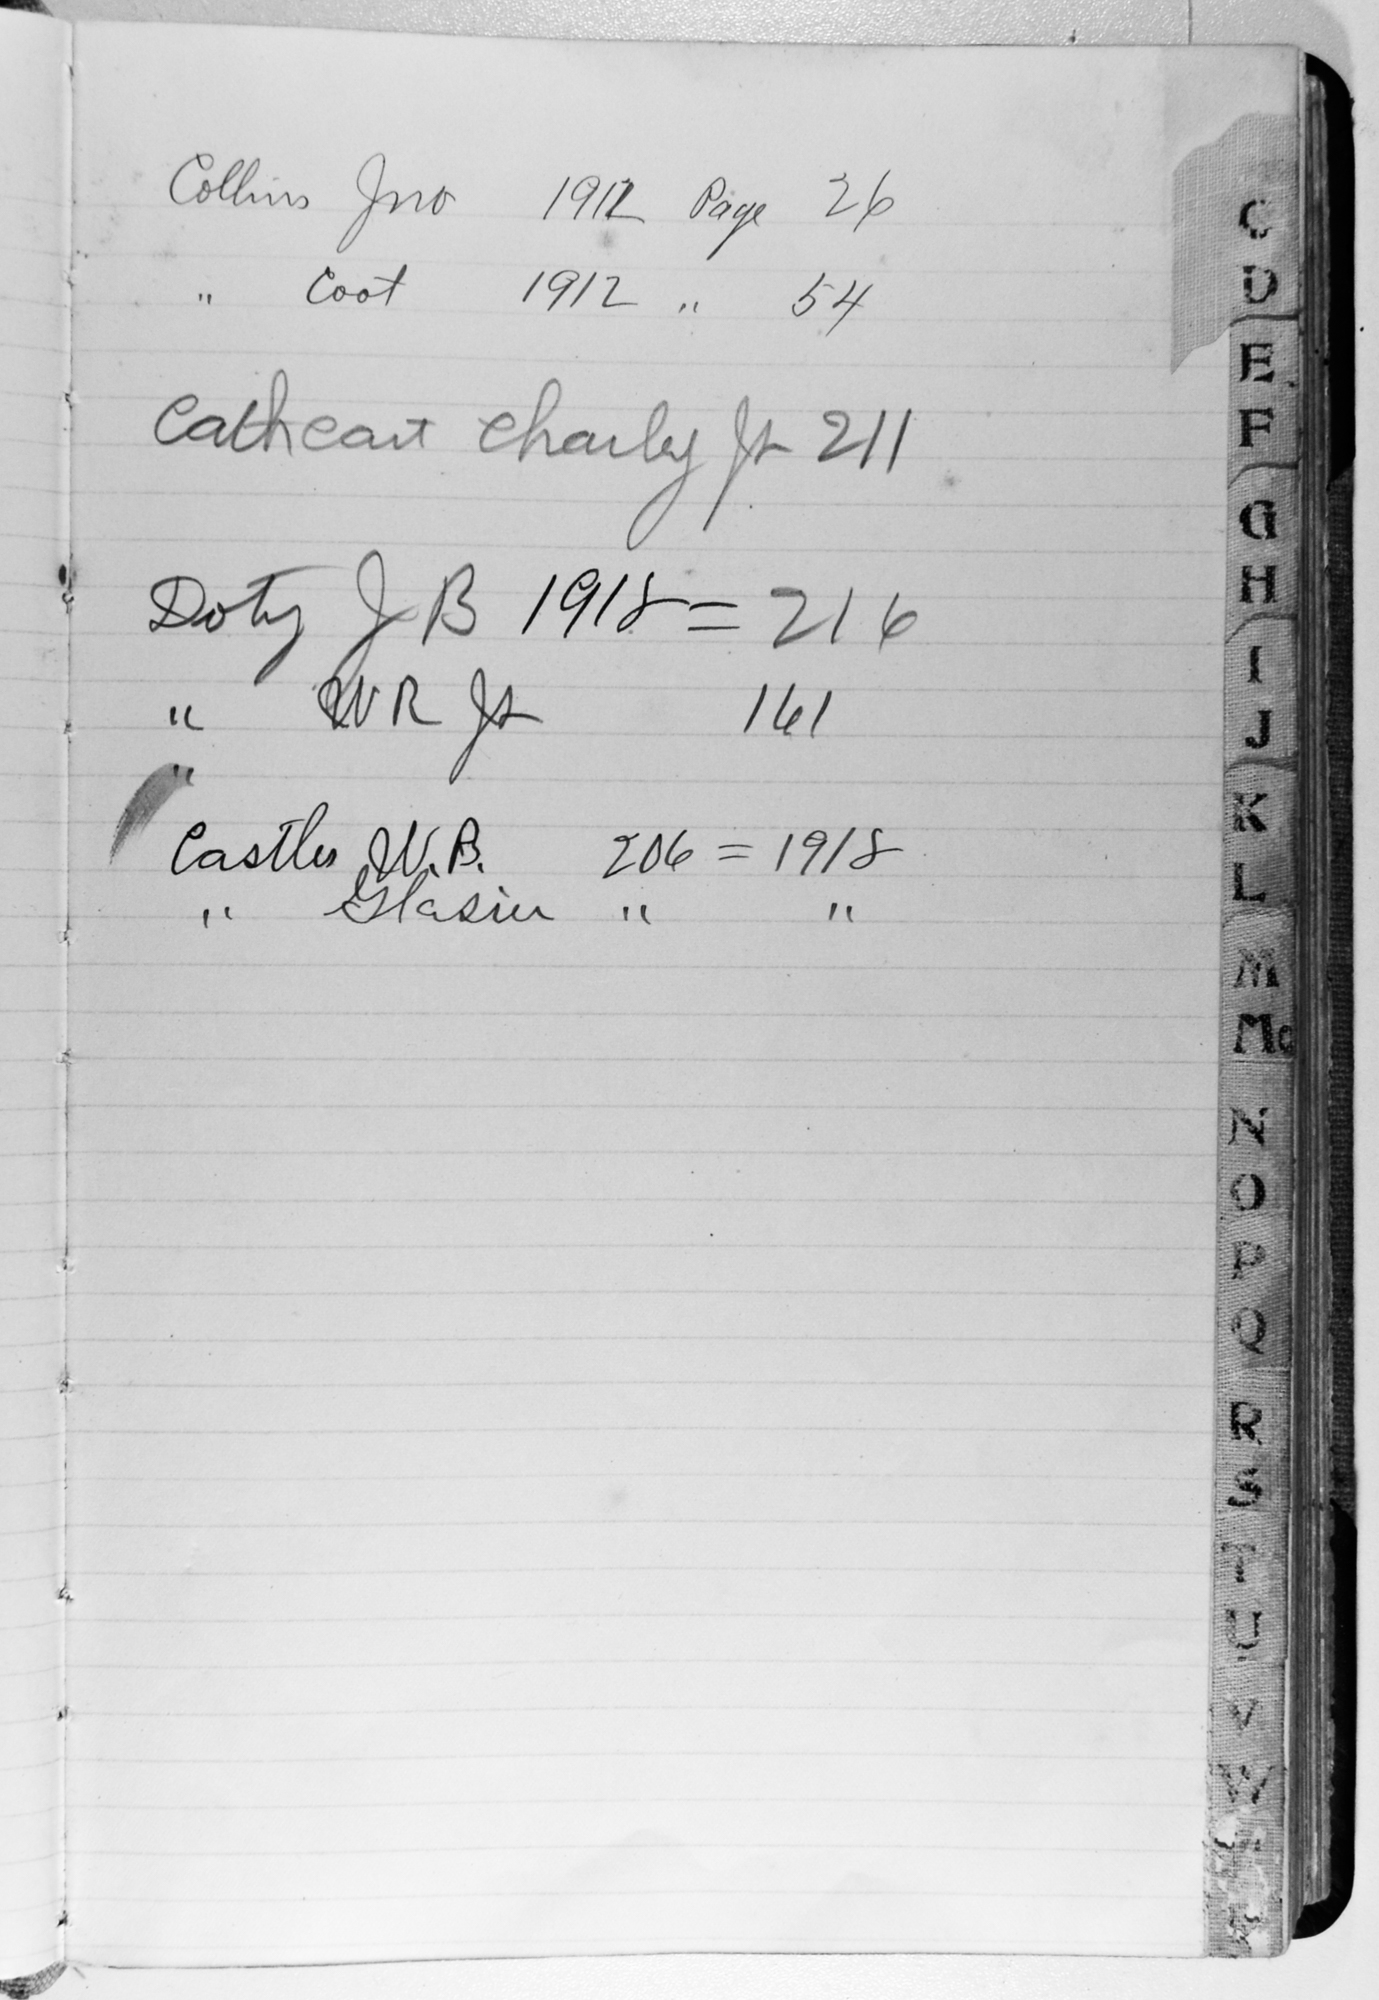 Collins Jno 1912 Page 26
" Coot 1912 " 54
Cathcart Charley Jr 211
Doty J B 1918 = 216
" W R Jr 161
"
Castles W. B. 206 = 1918
" Glasier " "
C
D
E
F
G
H
I
J
K
L
M
Mc
N
O
P
Q
R
S
T
U
V
W